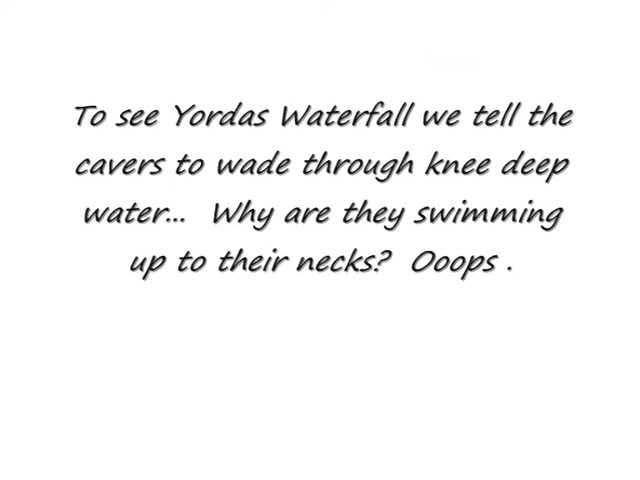 To see Yordas Waterfall we tell the
cavers to wade through knee deep
water... Why are they swimming
up to their necks? Ooops .